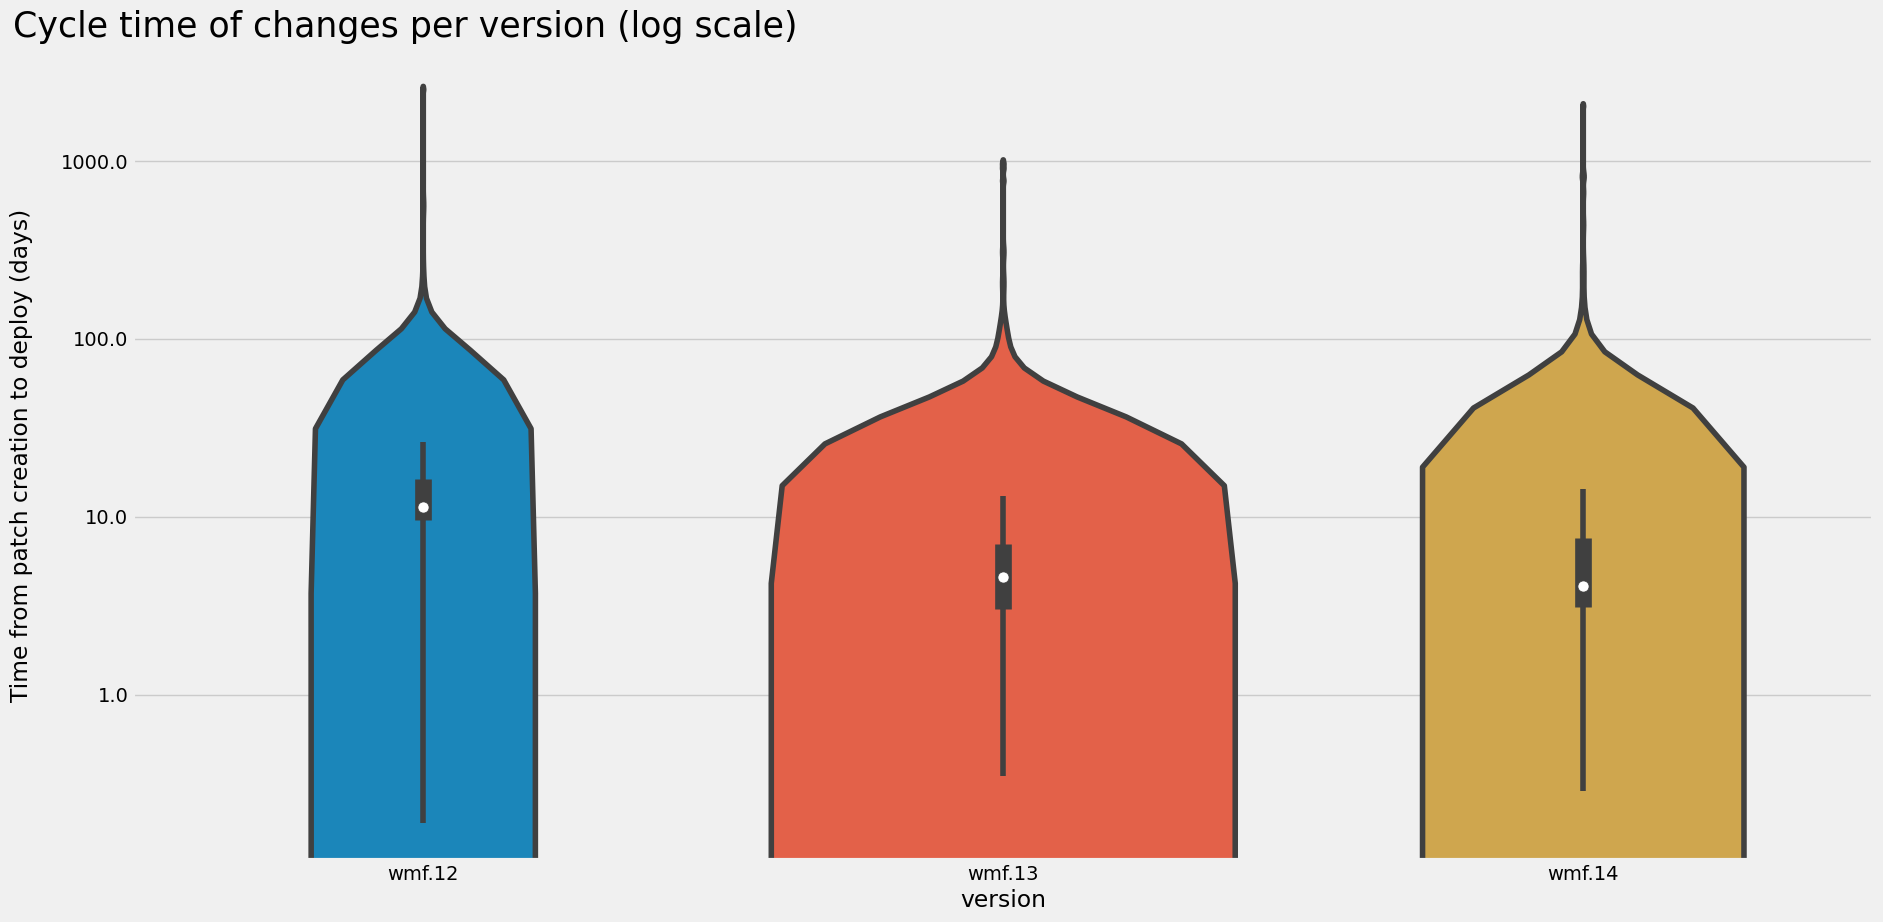 Cycle time of changes per version (log scale)
Time from patch creation to deploy (days)
1000.0
100.0
10.0
1.0
wmf.12
wmf.13
wmf.14
version